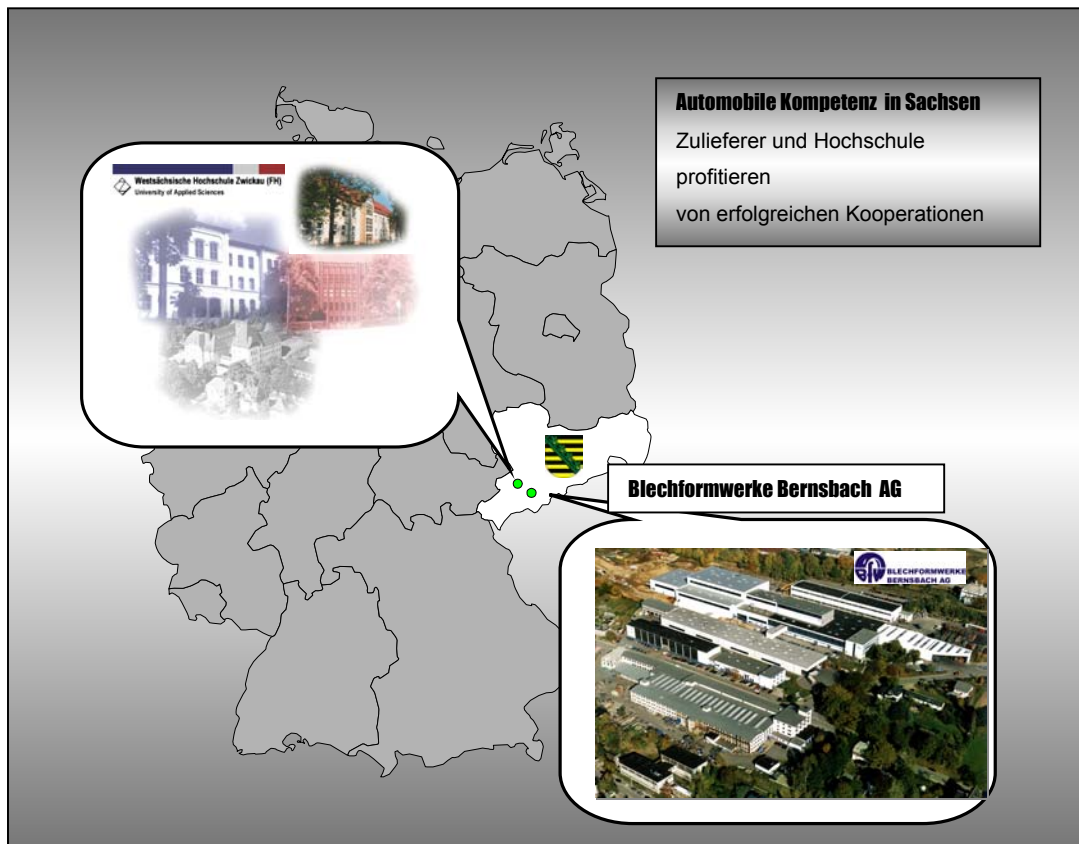 Automobile Kompetenz in Sachsen
Zulieferer und Hochschule
profitieren
von erfolgreichen Kooperationen
Westsächsische Hochschule Zwickau (FH)
University of Applied Sciences
Blechformwerke Bernsbach AG
BLECHFORMWERKE
BERNSBACH AG